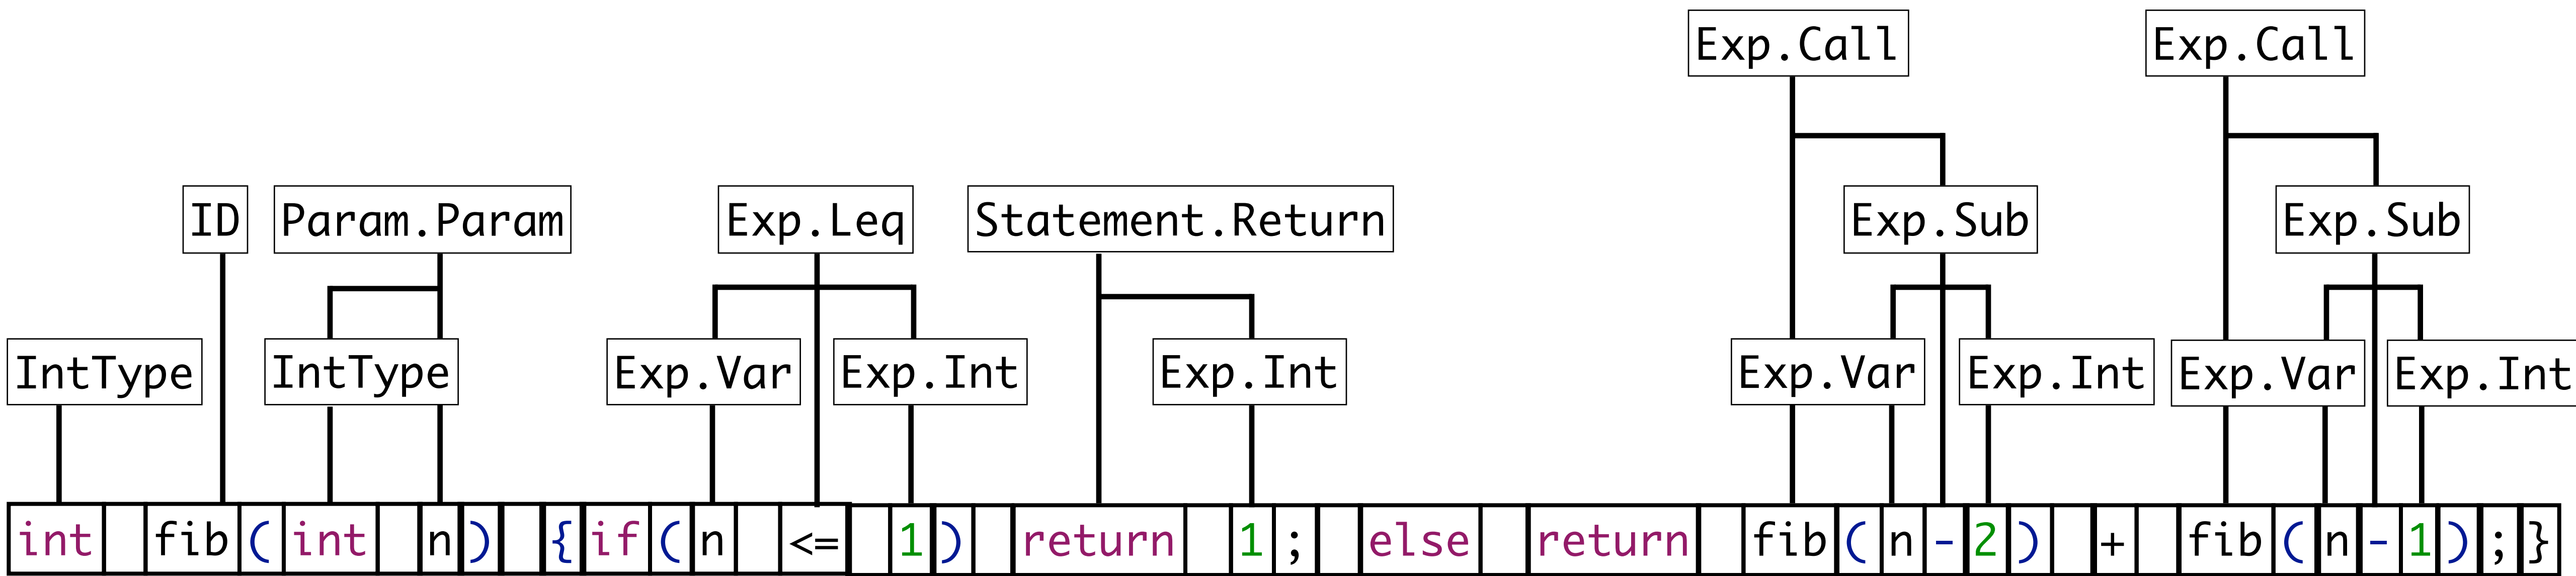 Exp.Call Exp.Call
ID Param.Param Exp.Leq Statement.Return Exp.Sub Exp.Sub
IntType IntType Exp.Var Exp.Int Exp.Int Exp.Var Exp.Int Exp.Var Exp.Int
int fib(int n) {if(n <= 1) return 1; else return fib(n-2) + fib(n-1);}